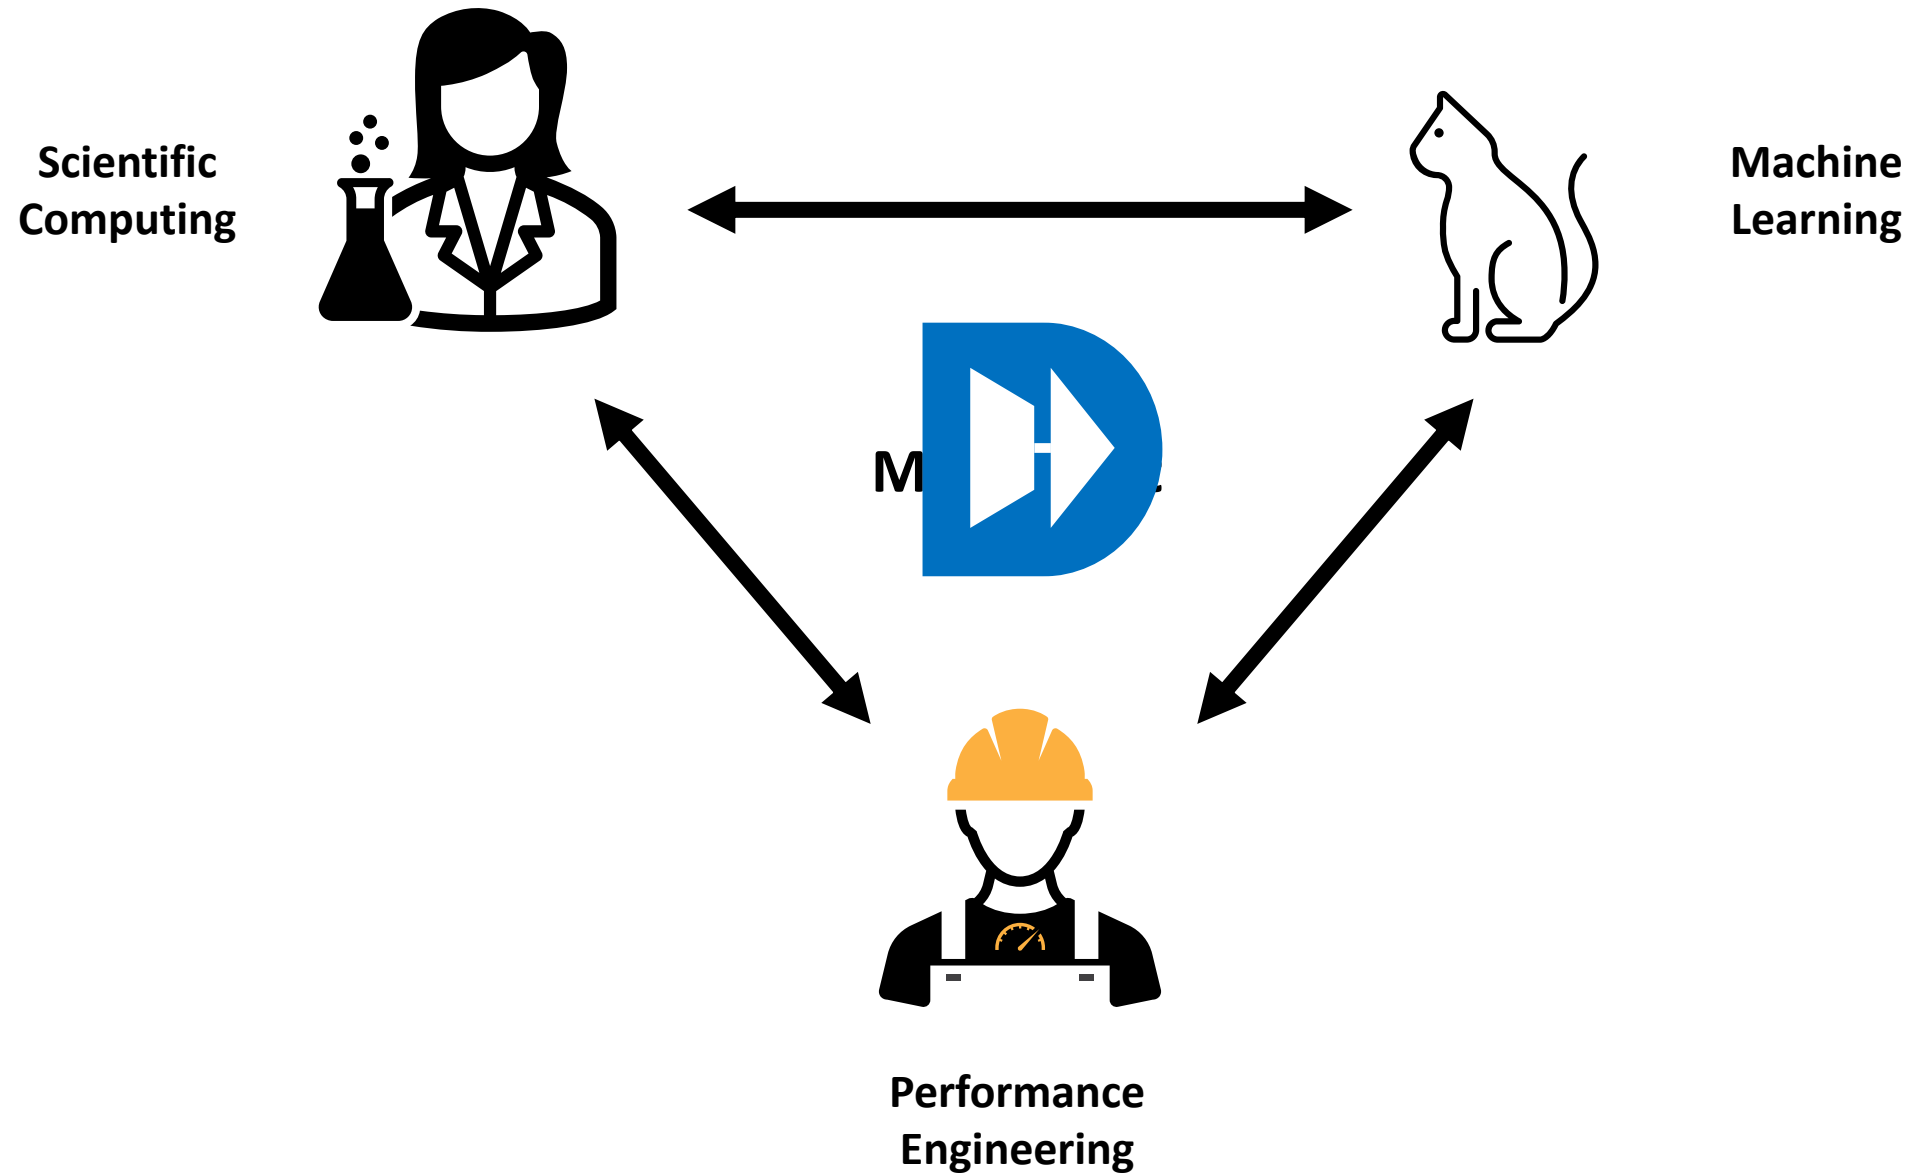 Scientific
Computing
Machine
Learning
Performance
Engineering